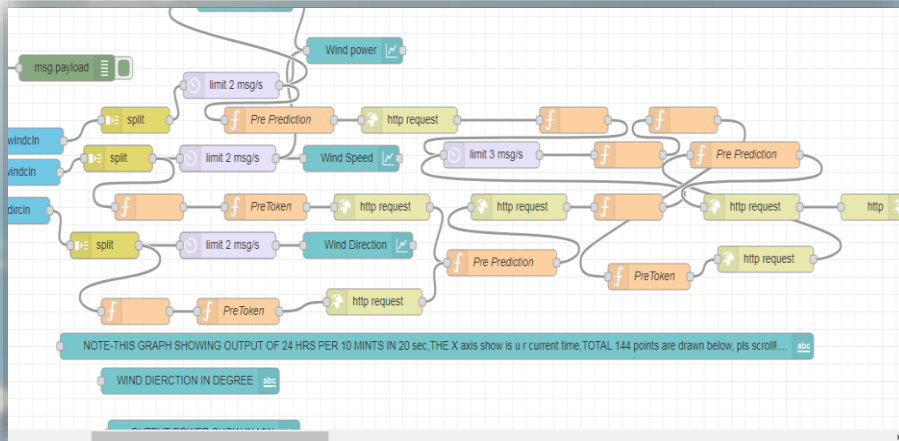 Wind power
msg.payload
limit 2 msg/s
split
Pre Prediction
http request
windcIn
split
limit 2 msg/s
Wind Speed
limit 3 msg/s
Pre Prediction
PreToken
http request
http request
http request
http
split
limit 2 msg/s
Wind Direction
Pre Prediction
http request
PreToken
PreToken
http request
NOTE-THIS GRAPH SHOWING OUTPUT OF 24 HRS PER 10 MINTS IN 20 sec,THE X axis show is u r current time,TOTAL 144 points are drawn below, pls scrolll....
abc
WIND DIERCTION IN DEGREE
abc